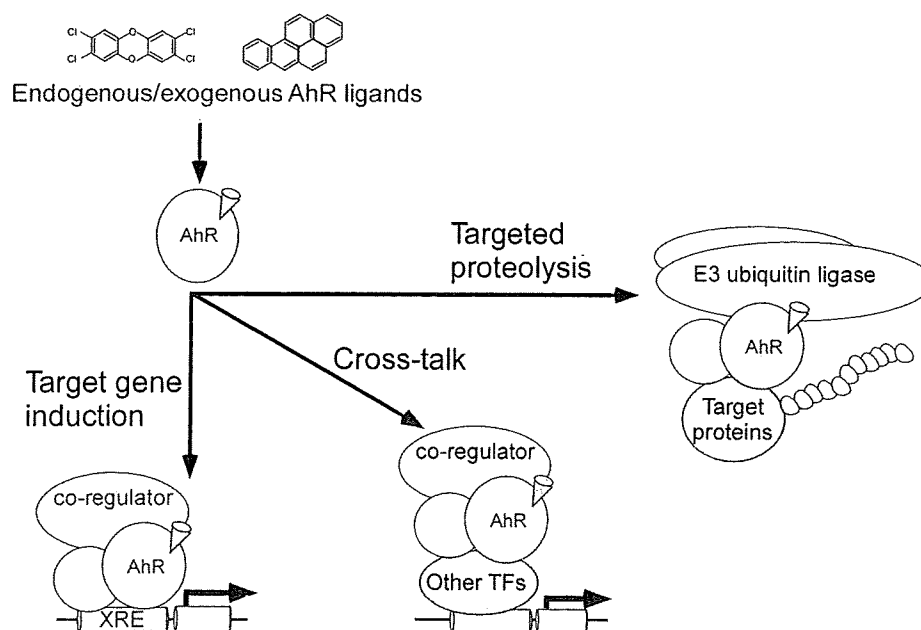 Cl
O
Cl
Cl
O
Cl
Endogenous/exogenous AhR ligands
AhR
Targeted
proteolysis
E3 ubiquitin ligase
AhR
Target
proteins
Cross-talk
Target gene
induction
co-regulator
AhR
Other TFs
co-regulator
AhR
XRE